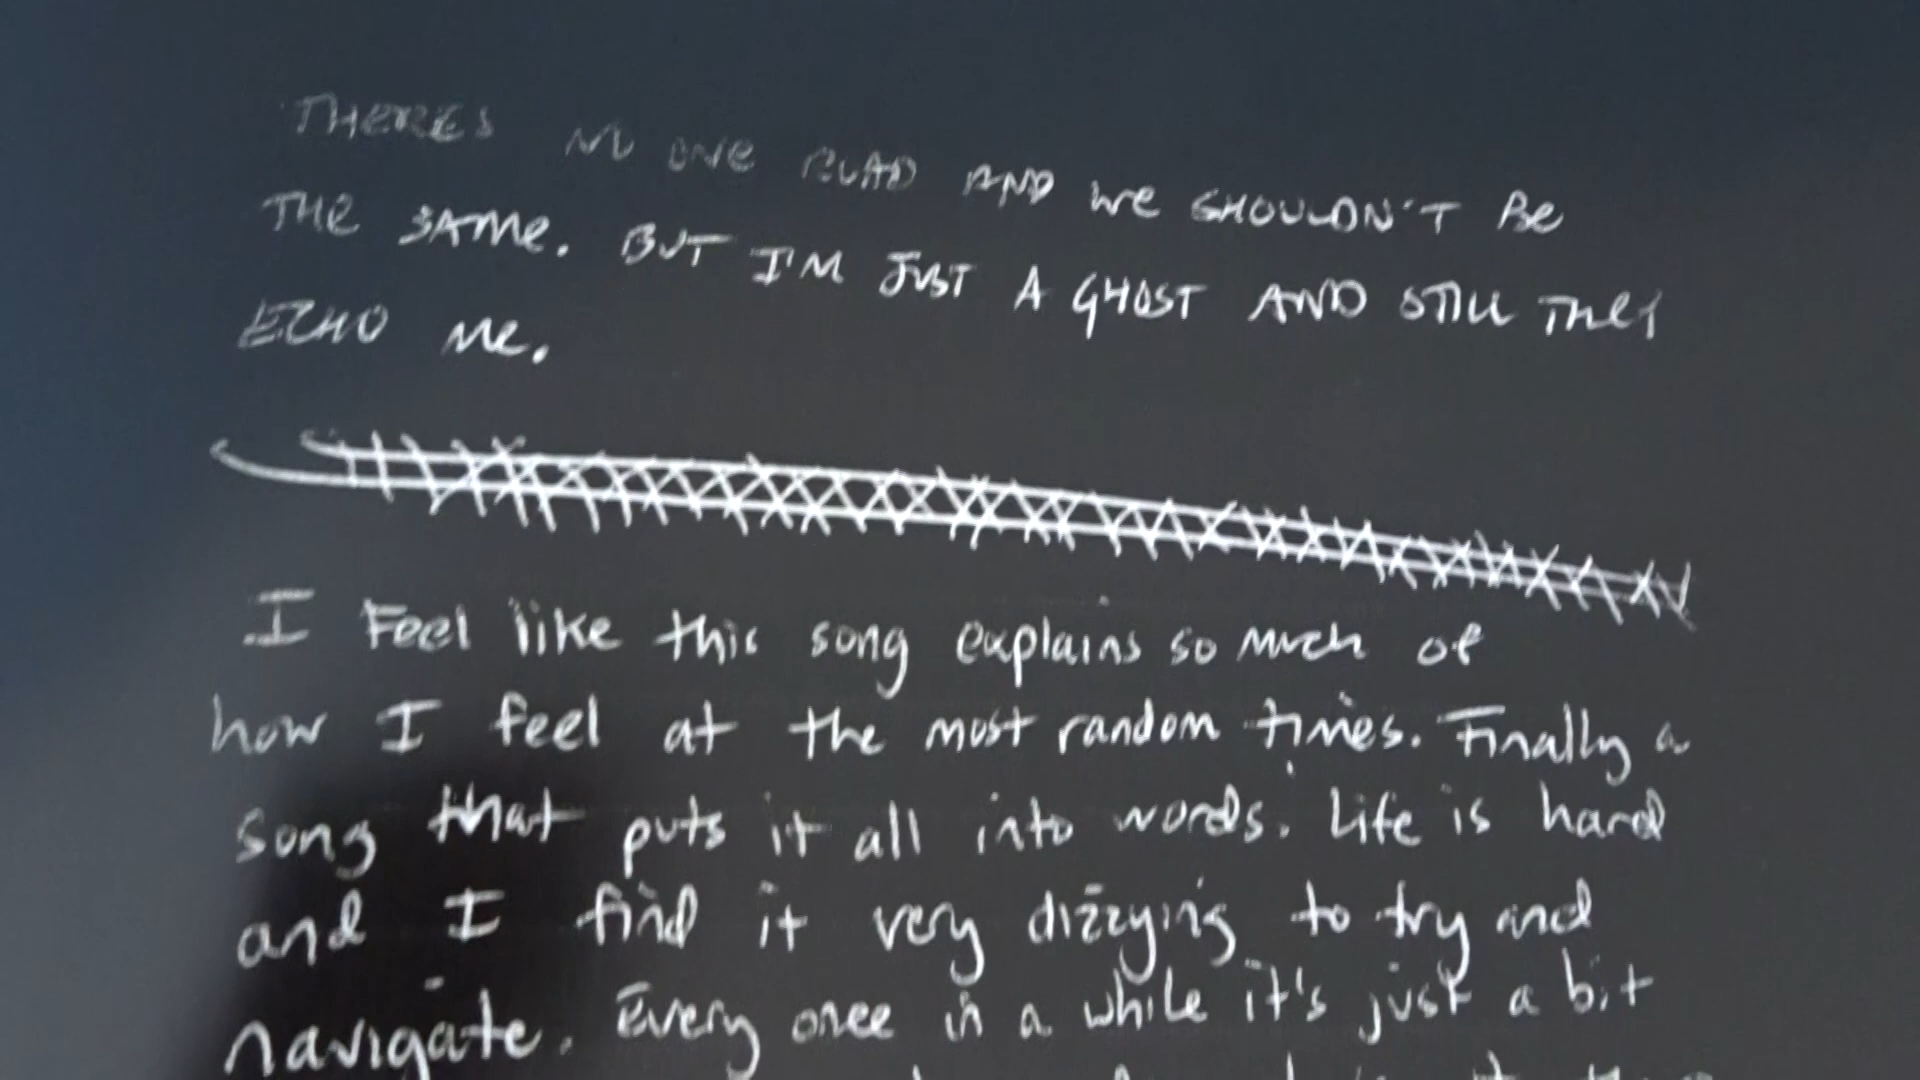 THERE'S NO ONE ROAD AND WE SHOULDN'T BE
THE SAME. BUT I'M JUST A GHOST AND STILL THEY
ECHO ME.
I Feel like this song explains so much of
how I feel at the most random times. Finally a
song that puts it all into words. Life is hard
and I find it very dizzying to try and
navigate. Every once in a while it's just a bit